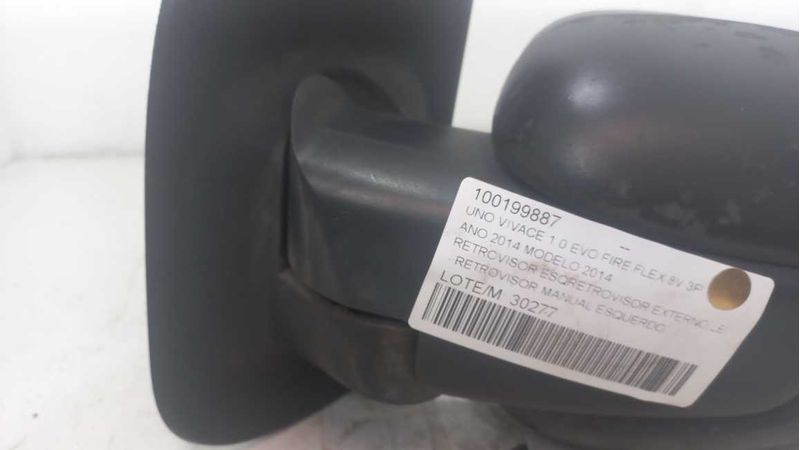 100199887
UNO VIVACE 1.0 EVO FIRE FLEX 8V 3P
ANO 2014 MODELO 2014
RETROVISOR ESQRETROVISOR EXTERNO LE
RETROVISOR MANUAL ESQUERDO
LOTE/M 30277